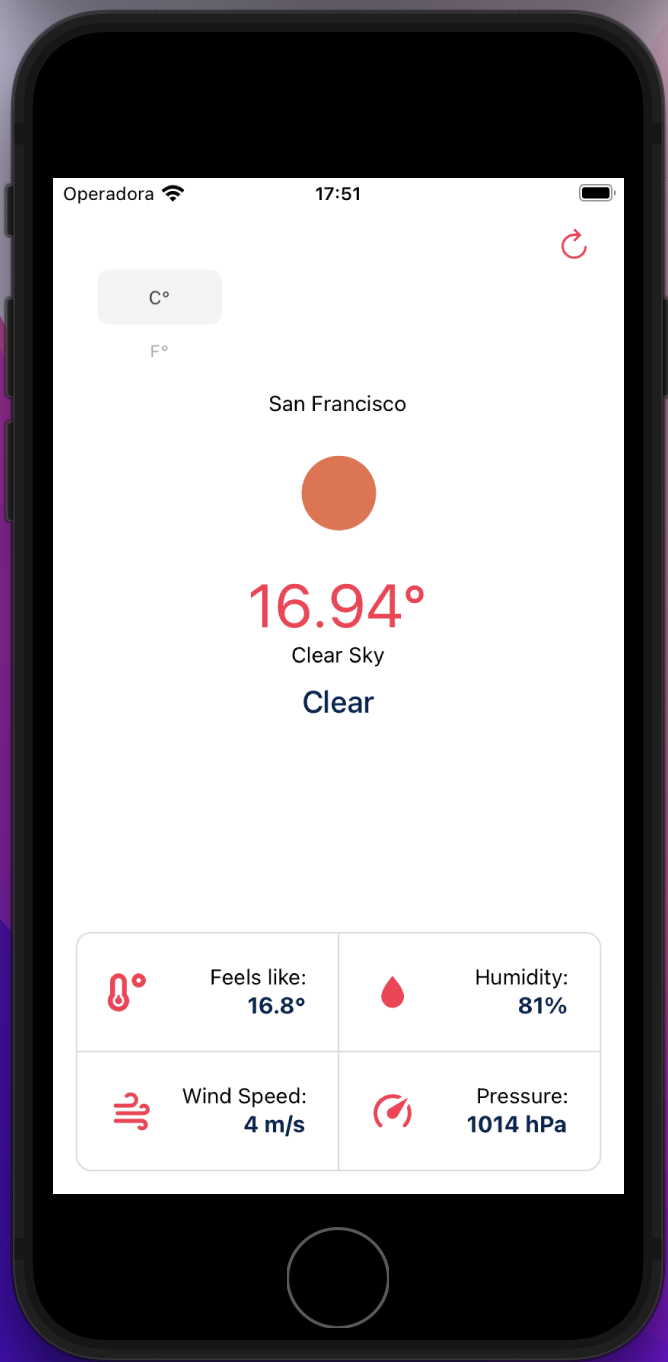 Operadora 17:51
C°
F°
San Francisco
16.94°
Clear Sky
Clear
Feels like:
16.8°
Humidity:
81%
Wind Speed:
4 m/s
Pressure:
1014 hPa